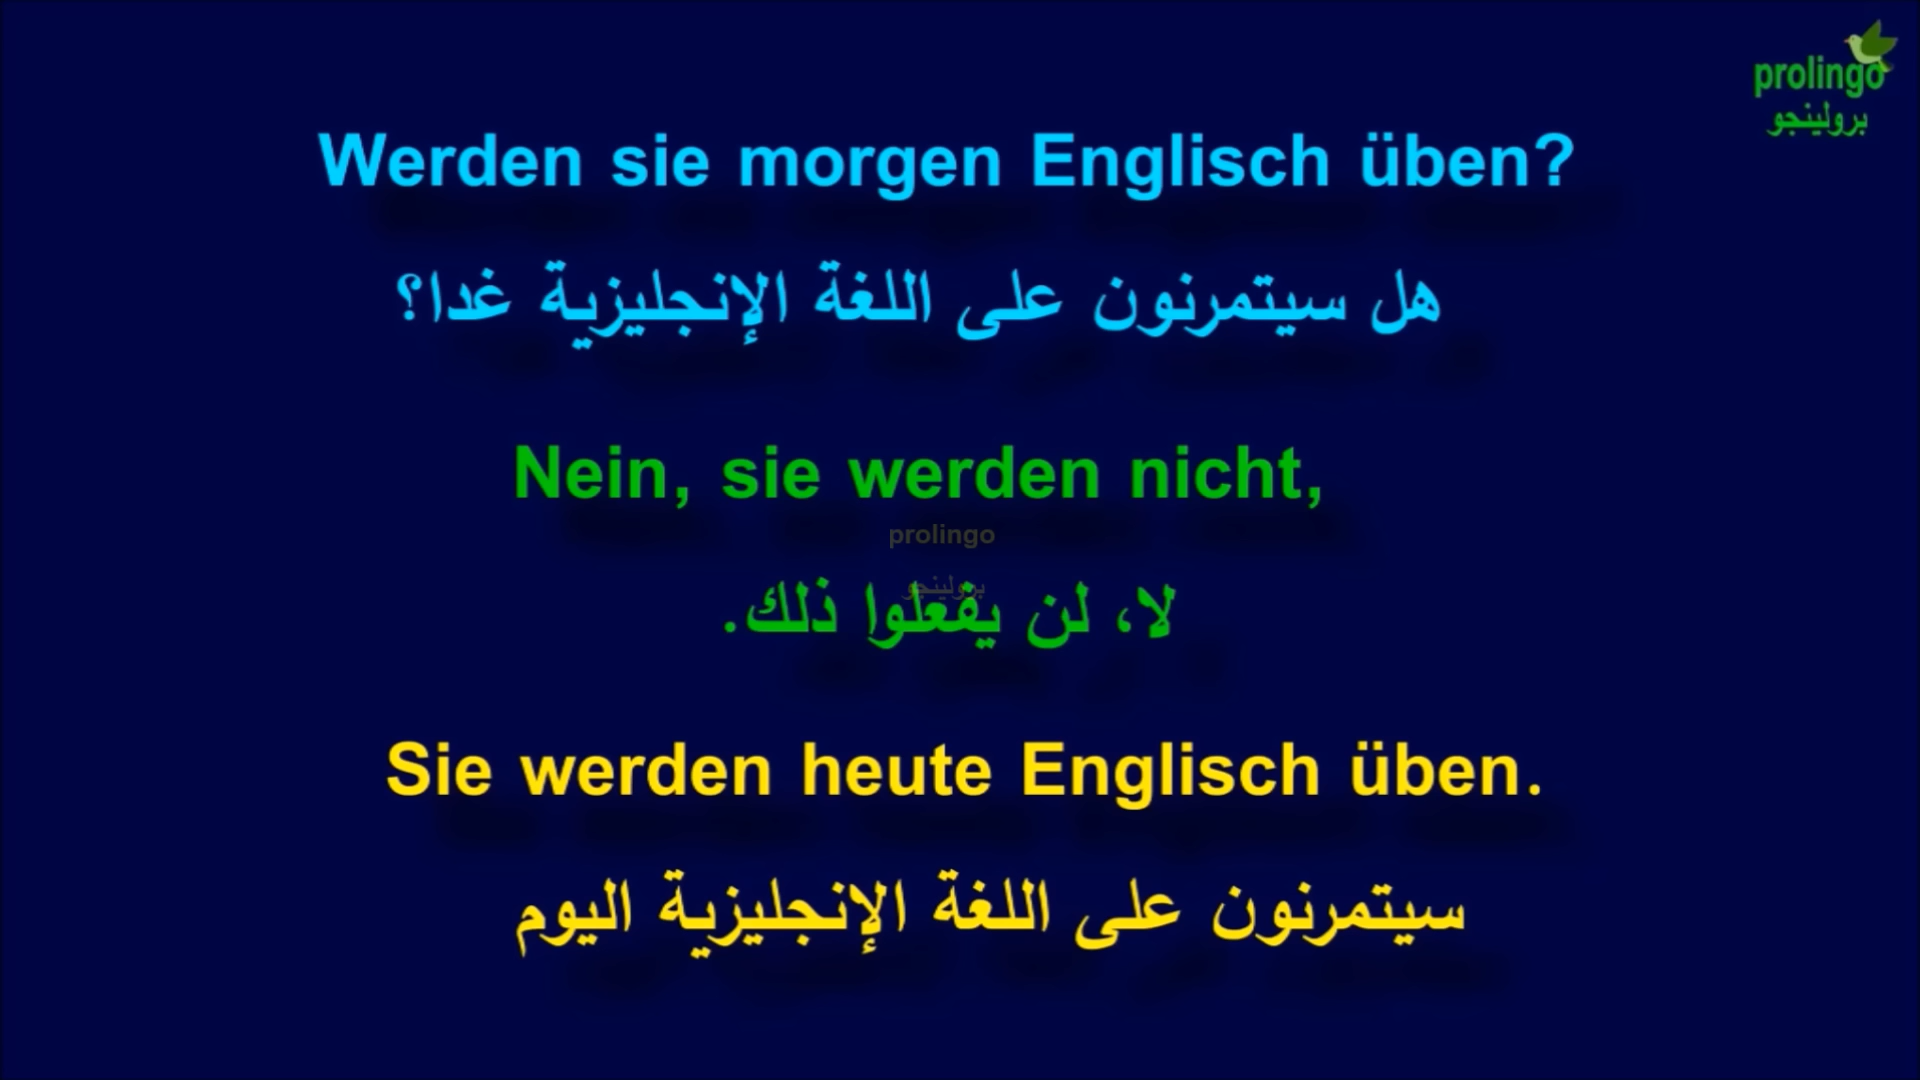 prolingo
برولينجو
Werden sie morgen Englisch üben?
هل سيتمرنون على اللغة الإنجليزية غدا؟
Nein, sie werden nicht,
prolingo
برولينجو
لا، لن يفعلوا ذلك.
Sie werden heute Englisch üben.
سيتمرنون على اللغة الإنجليزية اليوم